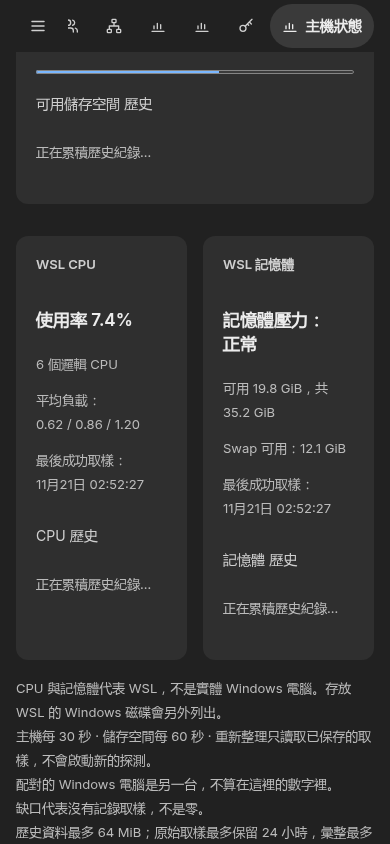 主機狀態
可用儲存空間 歷史
正在累積歷史紀錄...
WSL CPU
使用率 7.4%
6 個邏輯 CPU
平均負載：
0.62 / 0.86 / 1.20
最後成功取樣：
11月21日 02:52:27
CPU 歷史
正在累積歷史紀錄...
WSL 記憶體
記憶體壓力：
正常
可用 19.8 GiB，共
35.2 GiB
Swap 可用：12.1 GiB
最後成功取樣：
11月21日 02:52:27
記憶體 歷史
正在累積歷史紀錄...
CPU 與記憶體代表 WSL，不是實體 Windows 電腦。存放
WSL 的 Windows 磁碟會另外列出。
主機每 30 秒 · 儲存空間每 60 秒 · 重新整理只讀取已保存的取
樣，不會啟動新的探測。
配對的 Windows 電腦是另一台，不算在這裡的數字裡。
缺口代表沒有記錄取樣，不是零。
歷史資料最多 64 MiB；原始取樣最多保留 24 小時，彙整最多